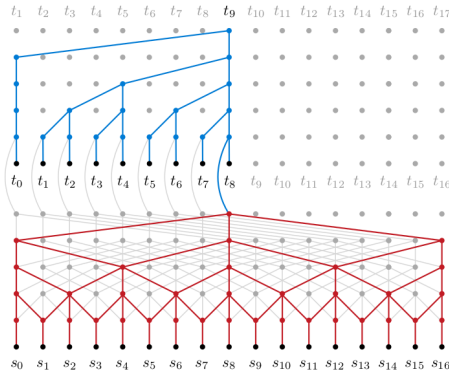 t₁ t₂ t₃ t₄ t₅ t₆ t₇ t₈ t₉ t₁₀ t₁₁ t₁₂ t₁₃ t₁₄ t₁₅ t₁₆ t₁₇
t₀ t₁ t₂ t₃ t₄ t₅ t₆ t₇ t₈ t₉ t₁₀ t₁₁ t₁₂ t₁₃ t₁₄ t₁₅ t₁₆
s₀ s₁ s₂ s₃ s₄ s₅ s₆ s₇ s₈ s₉ s₁₀ s₁₁ s₁₂ s₁₃ s₁₄ s₁₅ s₁₆